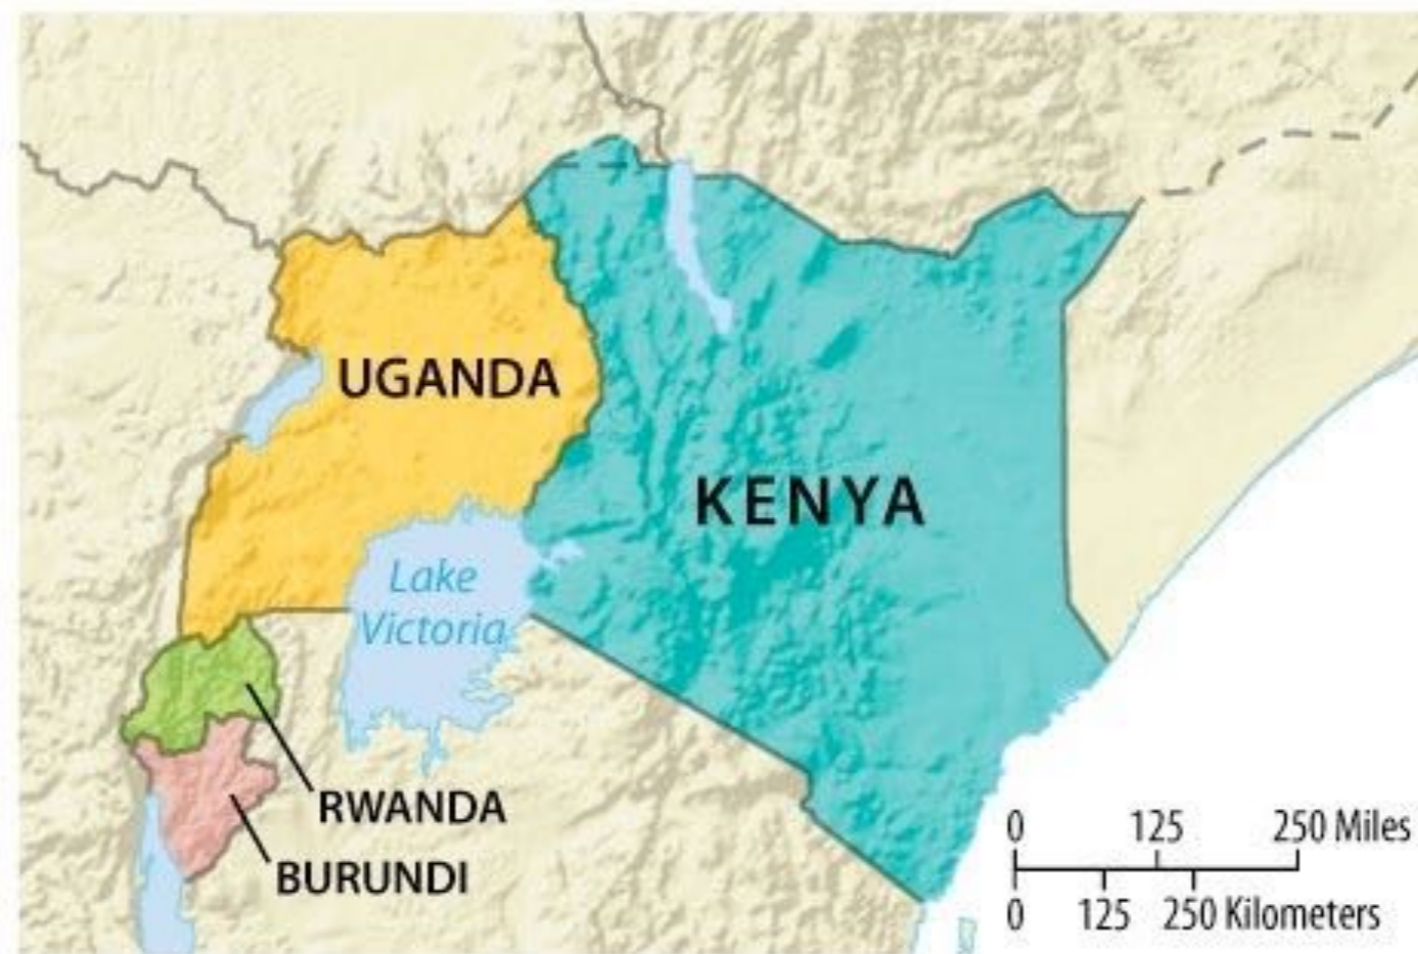 UGANDA
KENYA
Lake
Victoria
RWANDA
BURUNDI
0 125 250 Miles
0 125 250 Kilometers